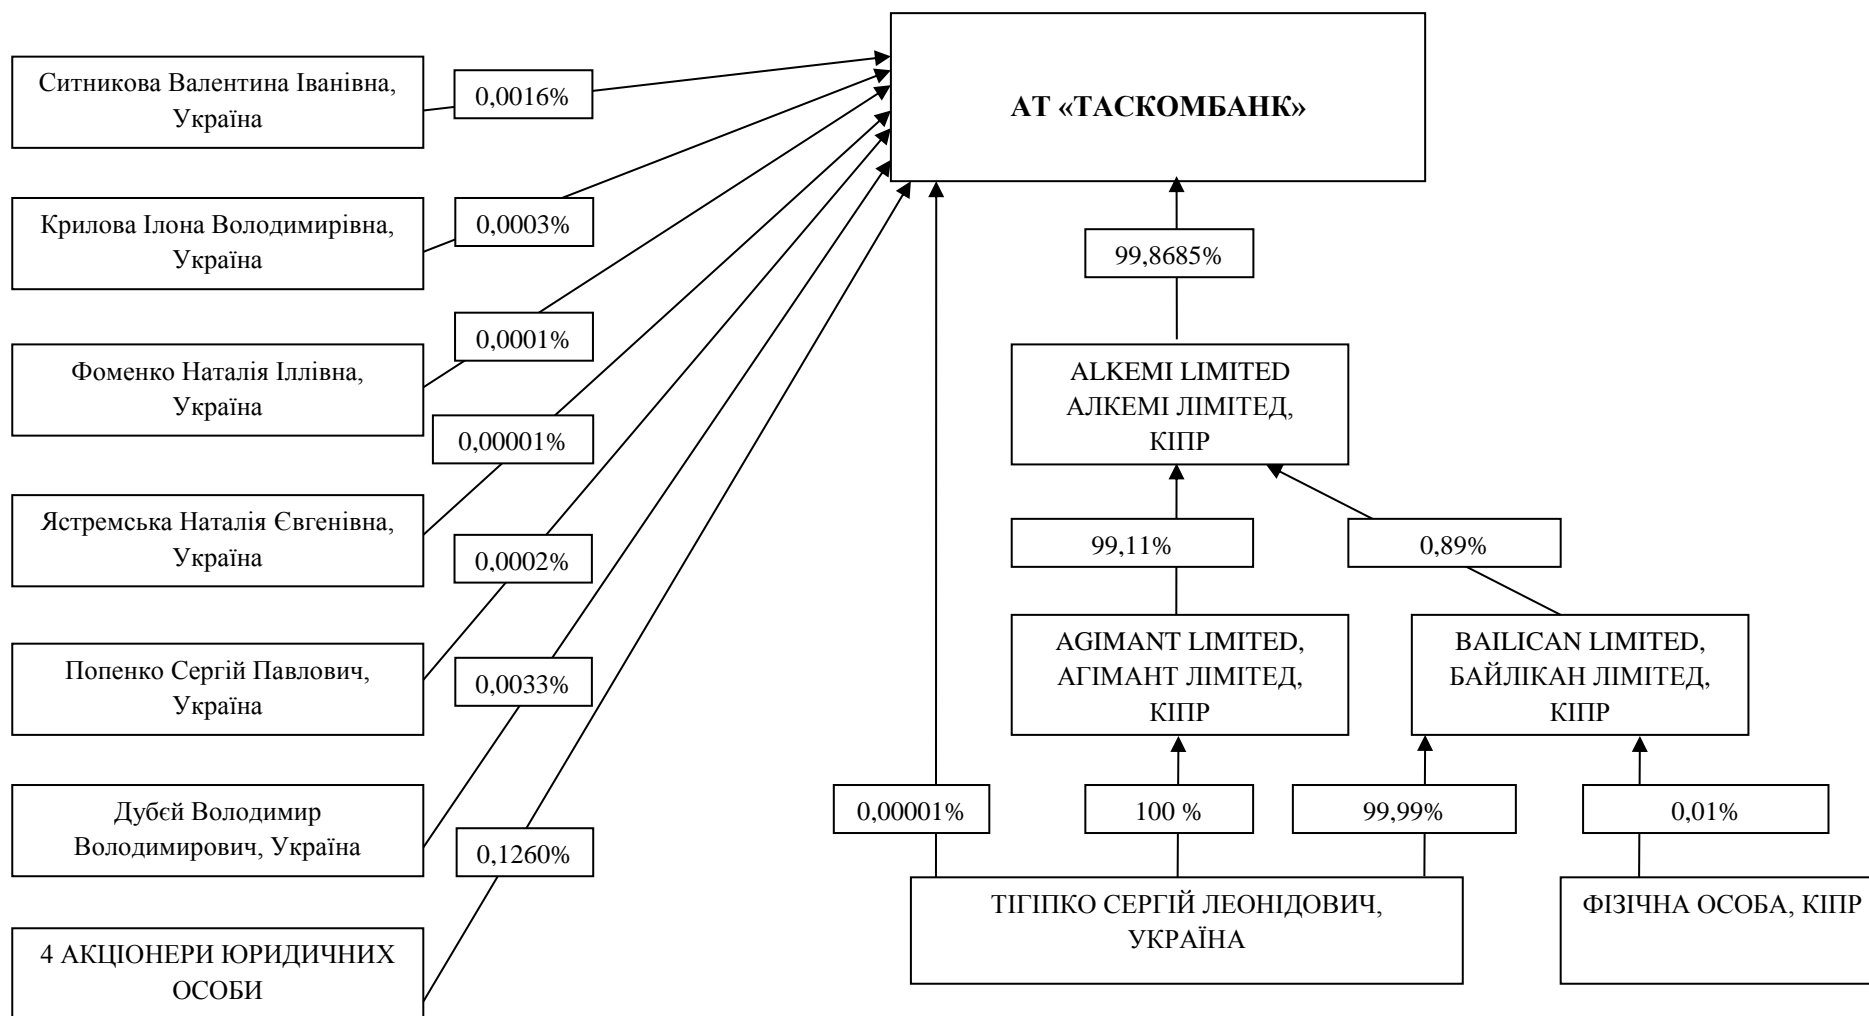 АТ «ТАСКОМБАНК»
Ситникова Валентина Іванівна,
Україна
0,0016%
Крилова Ілона Володимирівна,
Україна
0,0003%
99,8685%
Фоменко Наталія Іллівна,
Україна
0,0001%
ALKEMI LIMITED
АЛКЕМІ ЛІМІТЕД,
КІПР
0,00001%
Ястремська Наталія Євгенівна,
Україна
0,0002%
99,11%
0,89%
Попенко Сергій Павлович,
Україна
0,0033%
AGIMANT LIMITED,
АГІМАНТ ЛІМІТЕД,
КІПР
BAILICAN LIMITED,
БАЙЛІКАН ЛІМІТЕД,
КІПР
Дубєй Володимир
Володимирович, Україна
0,1260%
0,00001%
100 %
99,99%
0,01%
4 АКЦІОНЕРИ ЮРИДИЧНИХ
ОСОБИ
ТІГІПКО СЕРГІЙ ЛЕОНІДОВИЧ,
УКРАЇНА
ФІЗИЧНА ОСОБА, КІПР